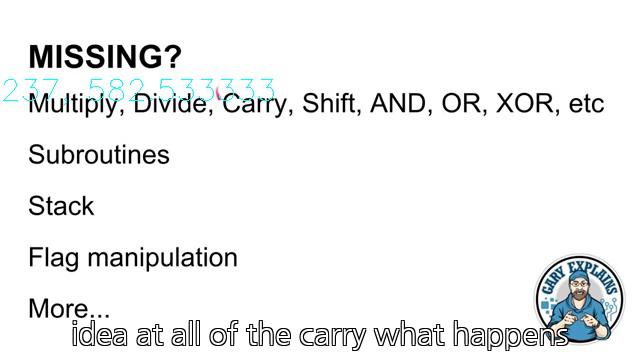 MISSING?
237, 582.533333
Multiply, Divide, Carry, Shift, AND, OR, XOR, etc
Subroutines
Stack
Flag manipulation
More...
GARY EXPLAINS
idea at all of the carry what happens